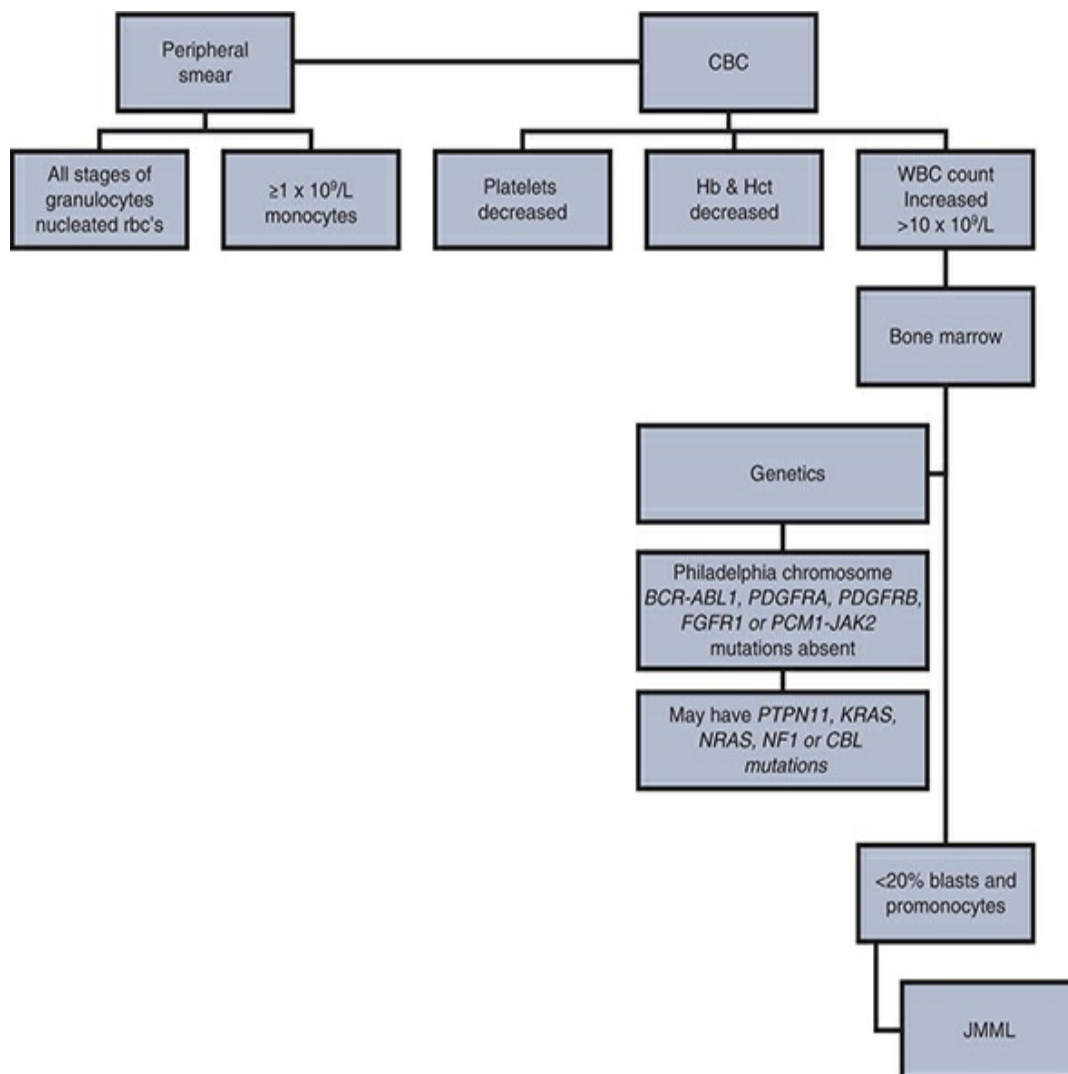 Peripheral
smear
CBC
All stages of
granulocytes
nucleated rbc's
≥1 x 10⁹/L
monocytes
Platelets
decreased
Hb & Hct
decreased
WBC count
Increased
>10 x 10⁹/L
Bone marrow
Genetics
Philadelphia chromosome
BCR-ABL1, PDGFRA, PDGFRB,
FGFR1 or PCM1-JAK2
mutations absent
May have PTPN11, KRAS,
NRAS, NF1 or CBL
mutations
<20% blasts and
promonocytes
JMML